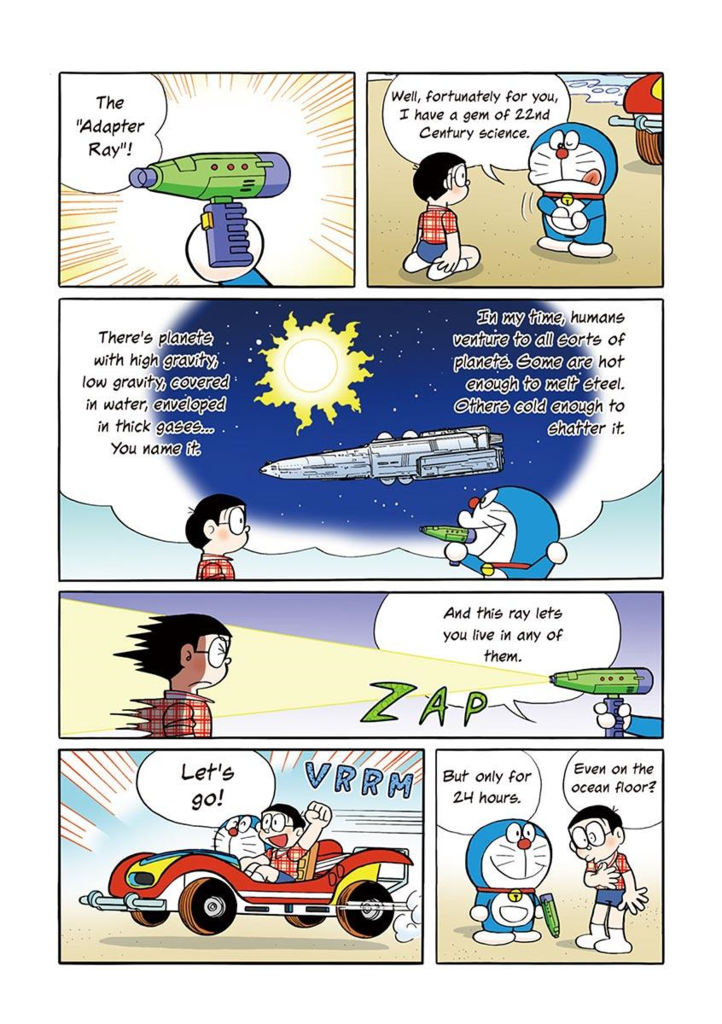 Well, fortunately for you,
I have a gem of 22nd
Century science.
The
"Adapter
Ray"!
In my time, humans
venture to all sorts of
planets. Some are hot
enough to melt steel.
Others cold enough to
shatter it.
There's planets
with high gravity,
low gravity, covered
in water, enveloped
in thick gases...
You name it.
And this ray lets
you live in any of
them.
ZAP
Even on the
ocean floor?
But only for
24 hours.
Let's
go!
VRRM